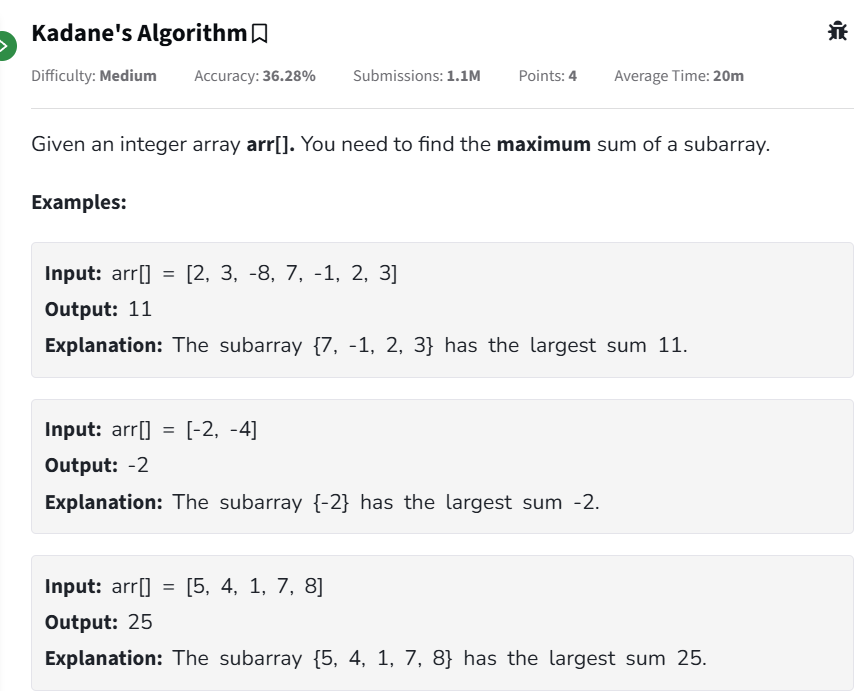 Kadane's Algorithm
Difficulty: Medium Accuracy: 36.28% Submissions: 1.1M Points: 4 Average Time: 20m
Given an integer array arr[]. You need to find the maximum sum of a subarray.
Examples:
Input: arr[] = [2, 3, -8, 7, -1, 2, 3]
Output: 11
Explanation: The subarray {7, -1, 2, 3} has the largest sum 11.
Input: arr[] = [-2, -4]
Output: -2
Explanation: The subarray {-2} has the largest sum -2.
Input: arr[] = [5, 4, 1, 7, 8]
Output: 25
Explanation: The subarray {5, 4, 1, 7, 8} has the largest sum 25.